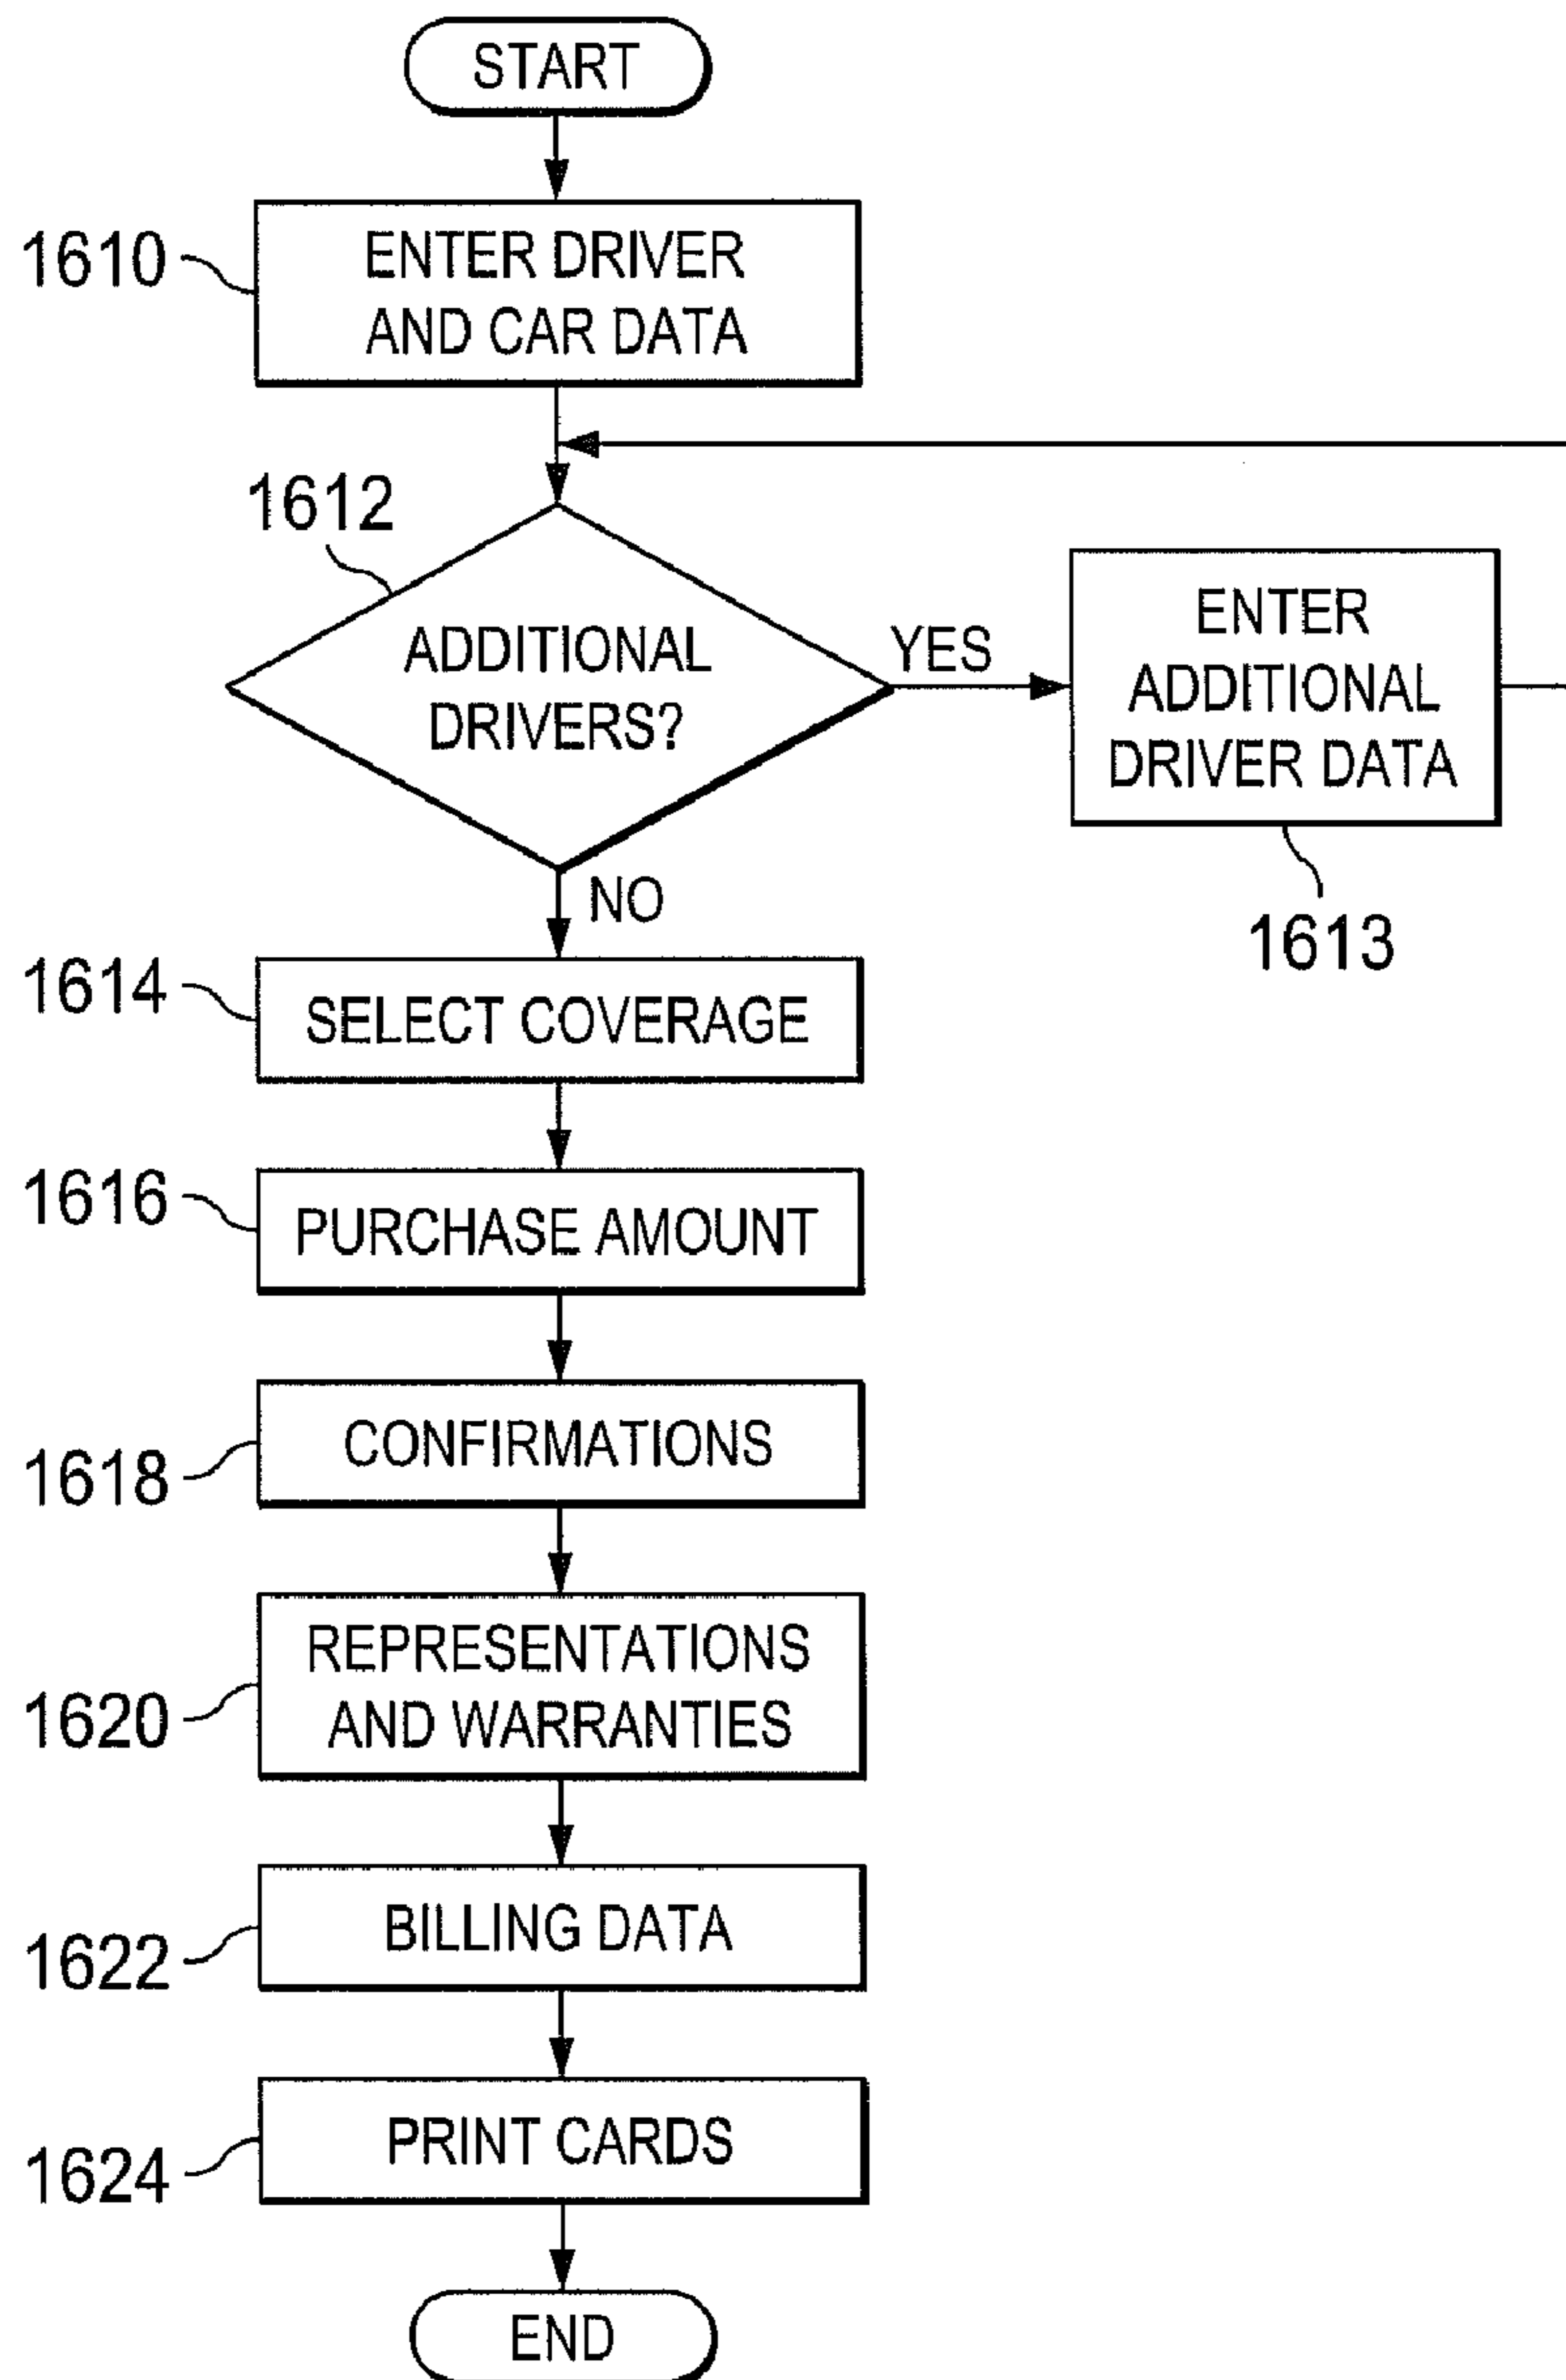 START
1610
ENTER DRIVER
AND CAR DATA
1612
ADDITIONAL
DRIVERS?
YES
ENTER
ADDITIONAL
DRIVER DATA
1613
NO
1614
SELECT COVERAGE
1616
PURCHASE AMOUNT
1618
CONFIRMATIONS
1620
REPRESENTATIONS
AND WARRANTIES
1622
BILLING DATA
1624
PRINT CARDS
END